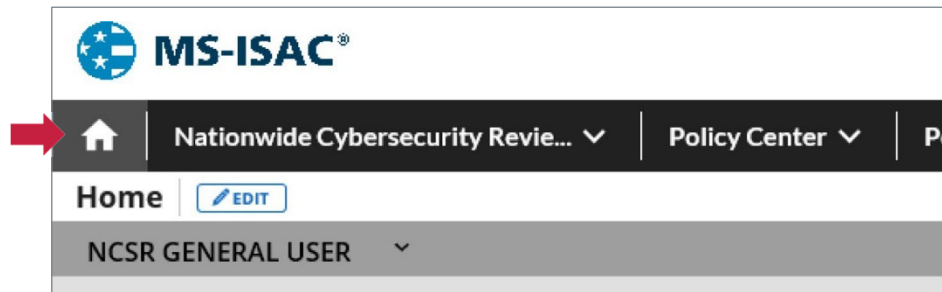 MS-ISAC®
Nationwide Cybersecurity Revie... Policy Center
Home EDIT
NCSR GENERAL USER